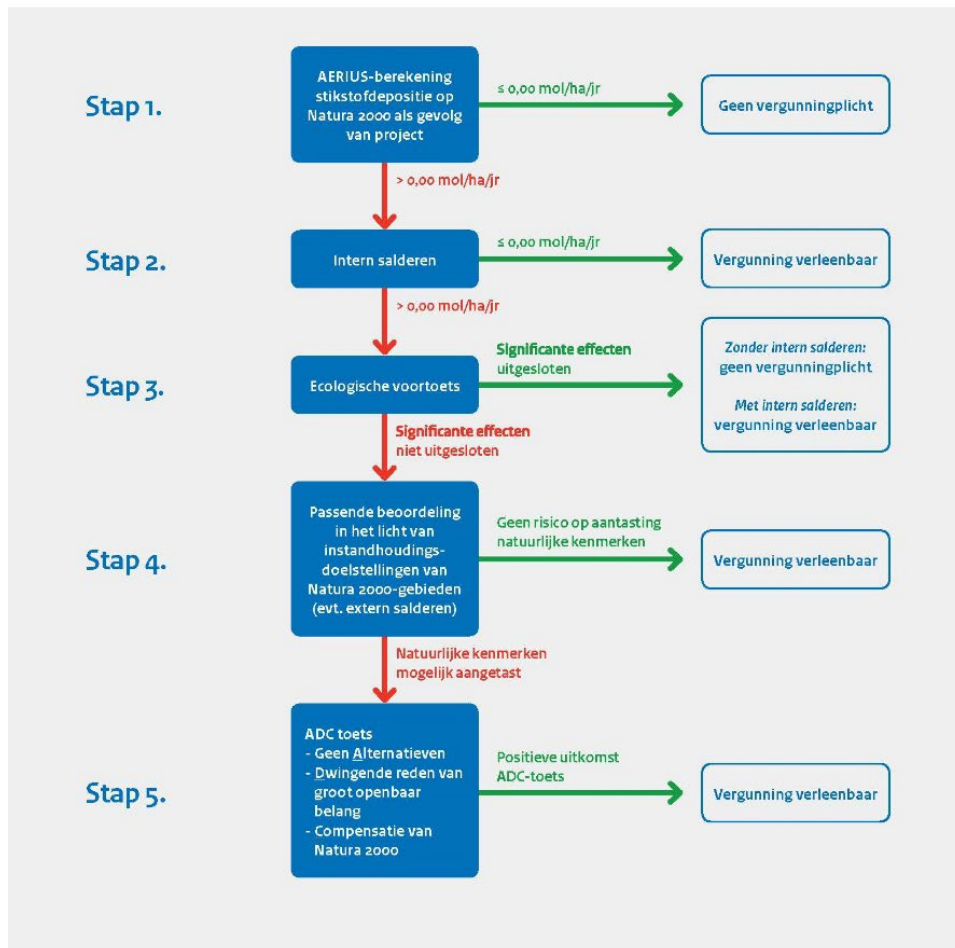 Stap 1.
AERIUS-berekening
stikstofdepositie op
Natura 2000 als gevolg
van project
≤ 0,00 mol/ha/jr
Geen vergunningplicht
> 0,00 mol/ha/jr
Stap 2.
Intern salderen
≤ 0,00 mol/ha/jr
Vergunning verleenbaar
> 0,00 mol/ha/jr
Stap 3.
Ecologische voortoets
Significante effecten
uitgesloten
Zonder intern salderen:
geen vergunningplicht
Met intern salderen:
vergunning verleenbaar
Significante effecten
niet uitgesloten
Stap 4.
Passende beoordeling
in het licht van
instandhoudings-
doelstellingen van
Natura 2000-gebieden
(evt. extern salderen)
Geen risico op aantasting
natuurlijke kenmerken
Vergunning verleenbaar
Natuurlijke kenmerken
mogelijk aangetast
Stap 5.
ADC toets
- Geen Alternatieven
- Dwingende reden van
groot openbaar
belang
- Compensatie van
Natura 2000
Positieve uitkomst
ADC-toets
Vergunning verleenbaar